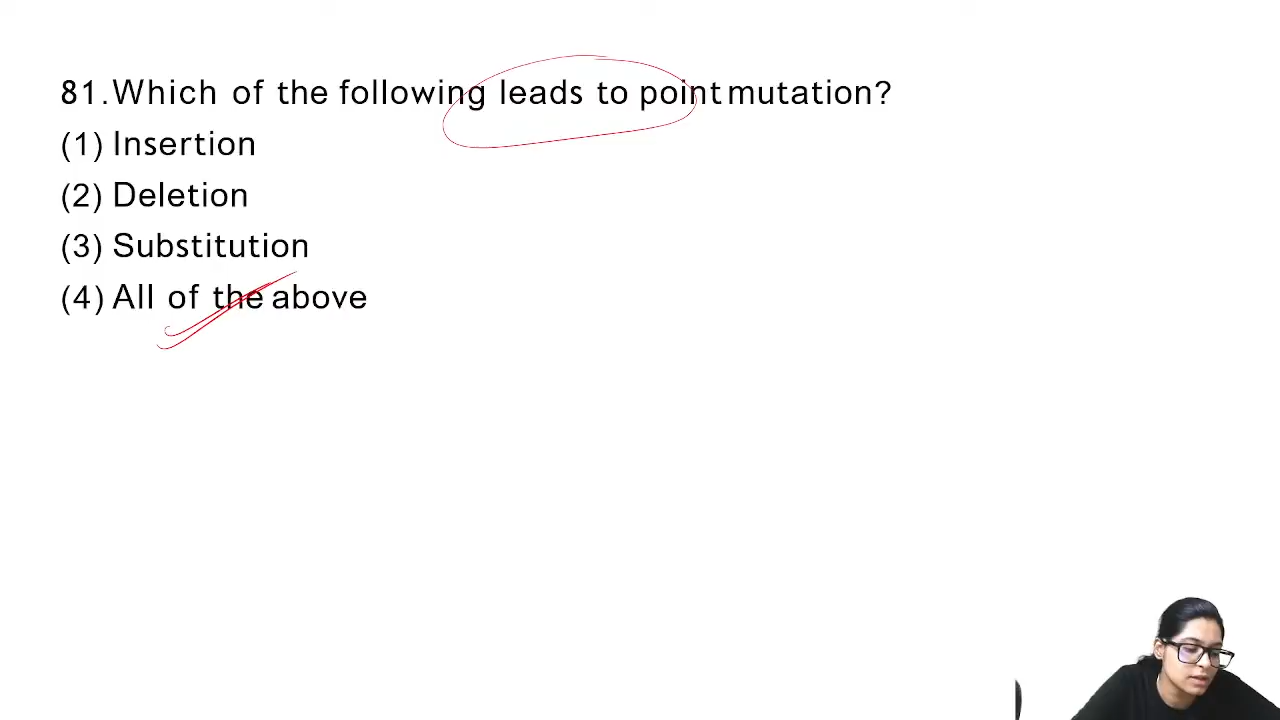 81.Which of the following leads to point mutation?
(1) Insertion
(2) Deletion
(3) Substitution
(4) All of the above